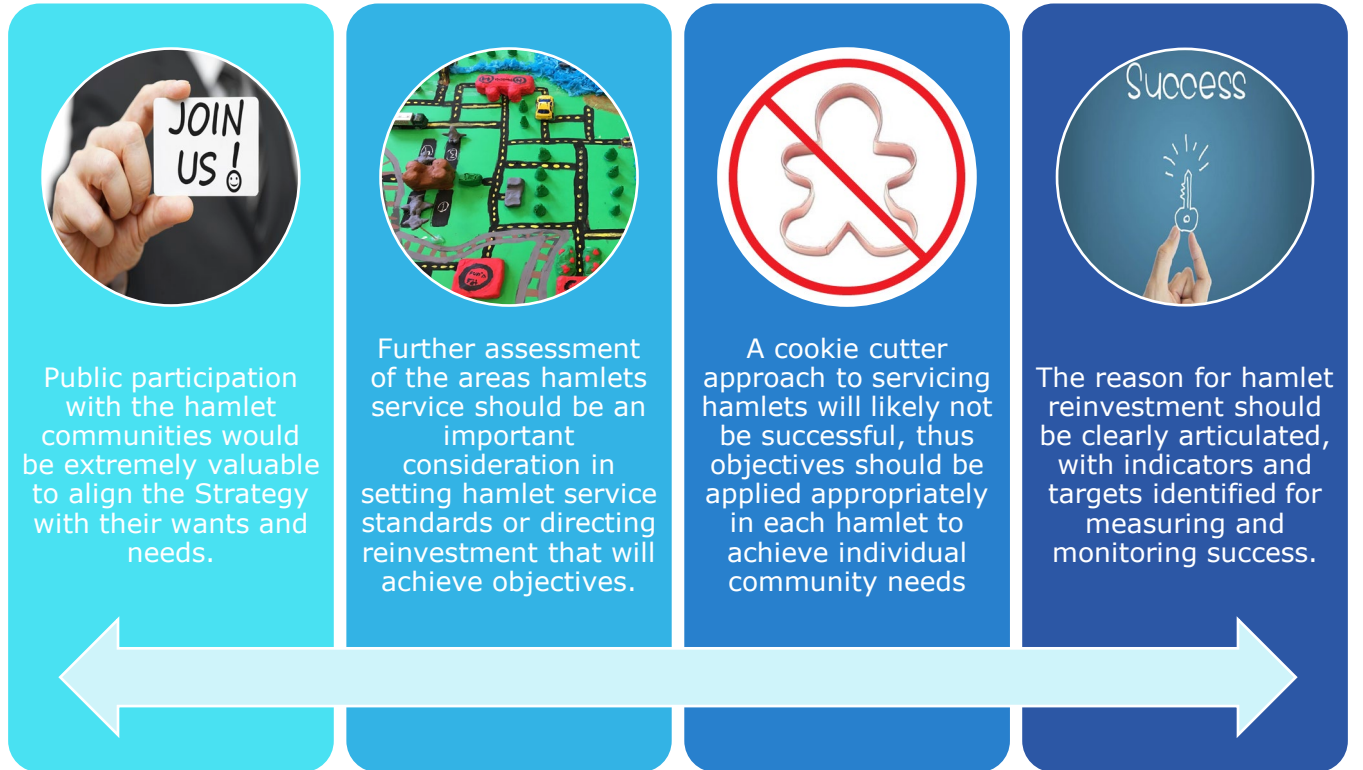 JOIN
US!
Public participation
with the hamlet
communities would
be extremely valuable
to align the Strategy
with their wants and
needs.
Further assessment
of the areas hamlets
service should be an
important
consideration in
setting hamlet service
standards or directing
reinvestment that will
achieve objectives.
A cookie cutter
approach to servicing
hamlets will likely not
be successful, thus
objectives should be
applied appropriately
in each hamlet to
achieve individual
community needs
Success
The reason for hamlet
reinvestment should
be clearly articulated,
with indicators and
targets identified for
measuring and
monitoring success.